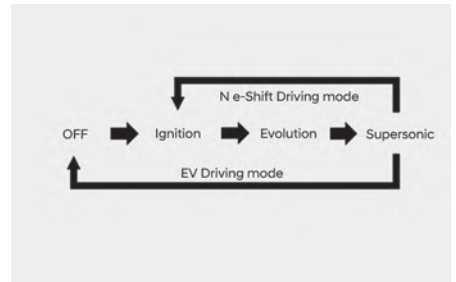 N e-Shift Driving mode
OFF Ignition Evolution Supersonic
EV Driving mode